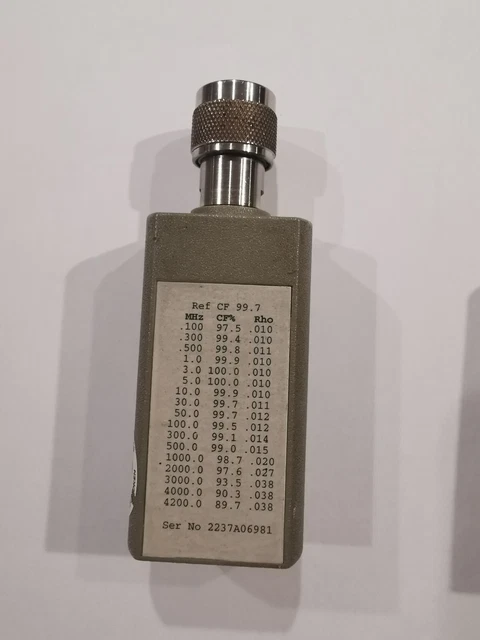 Ref CF 99.7
MHz CF% Rho
.100 97.5 .010
.300 99.4 .010
.500 99.8 .011
1.0 99.9 .010
3.0 100.0 .010
5.0 100.0 .010
10.0 99.9 .010
30.0 99.7 .011
50.0 99.7 .012
100.0 99.5 .012
300.0 99.1 .014
500.0 99.0 .015
1000.0 98.7 .020
2000.0 97.6 .027
3000.0 93.5 .038
4000.0 90.3 .038
4200.0 89.7 .038
Ser No 2237A06981